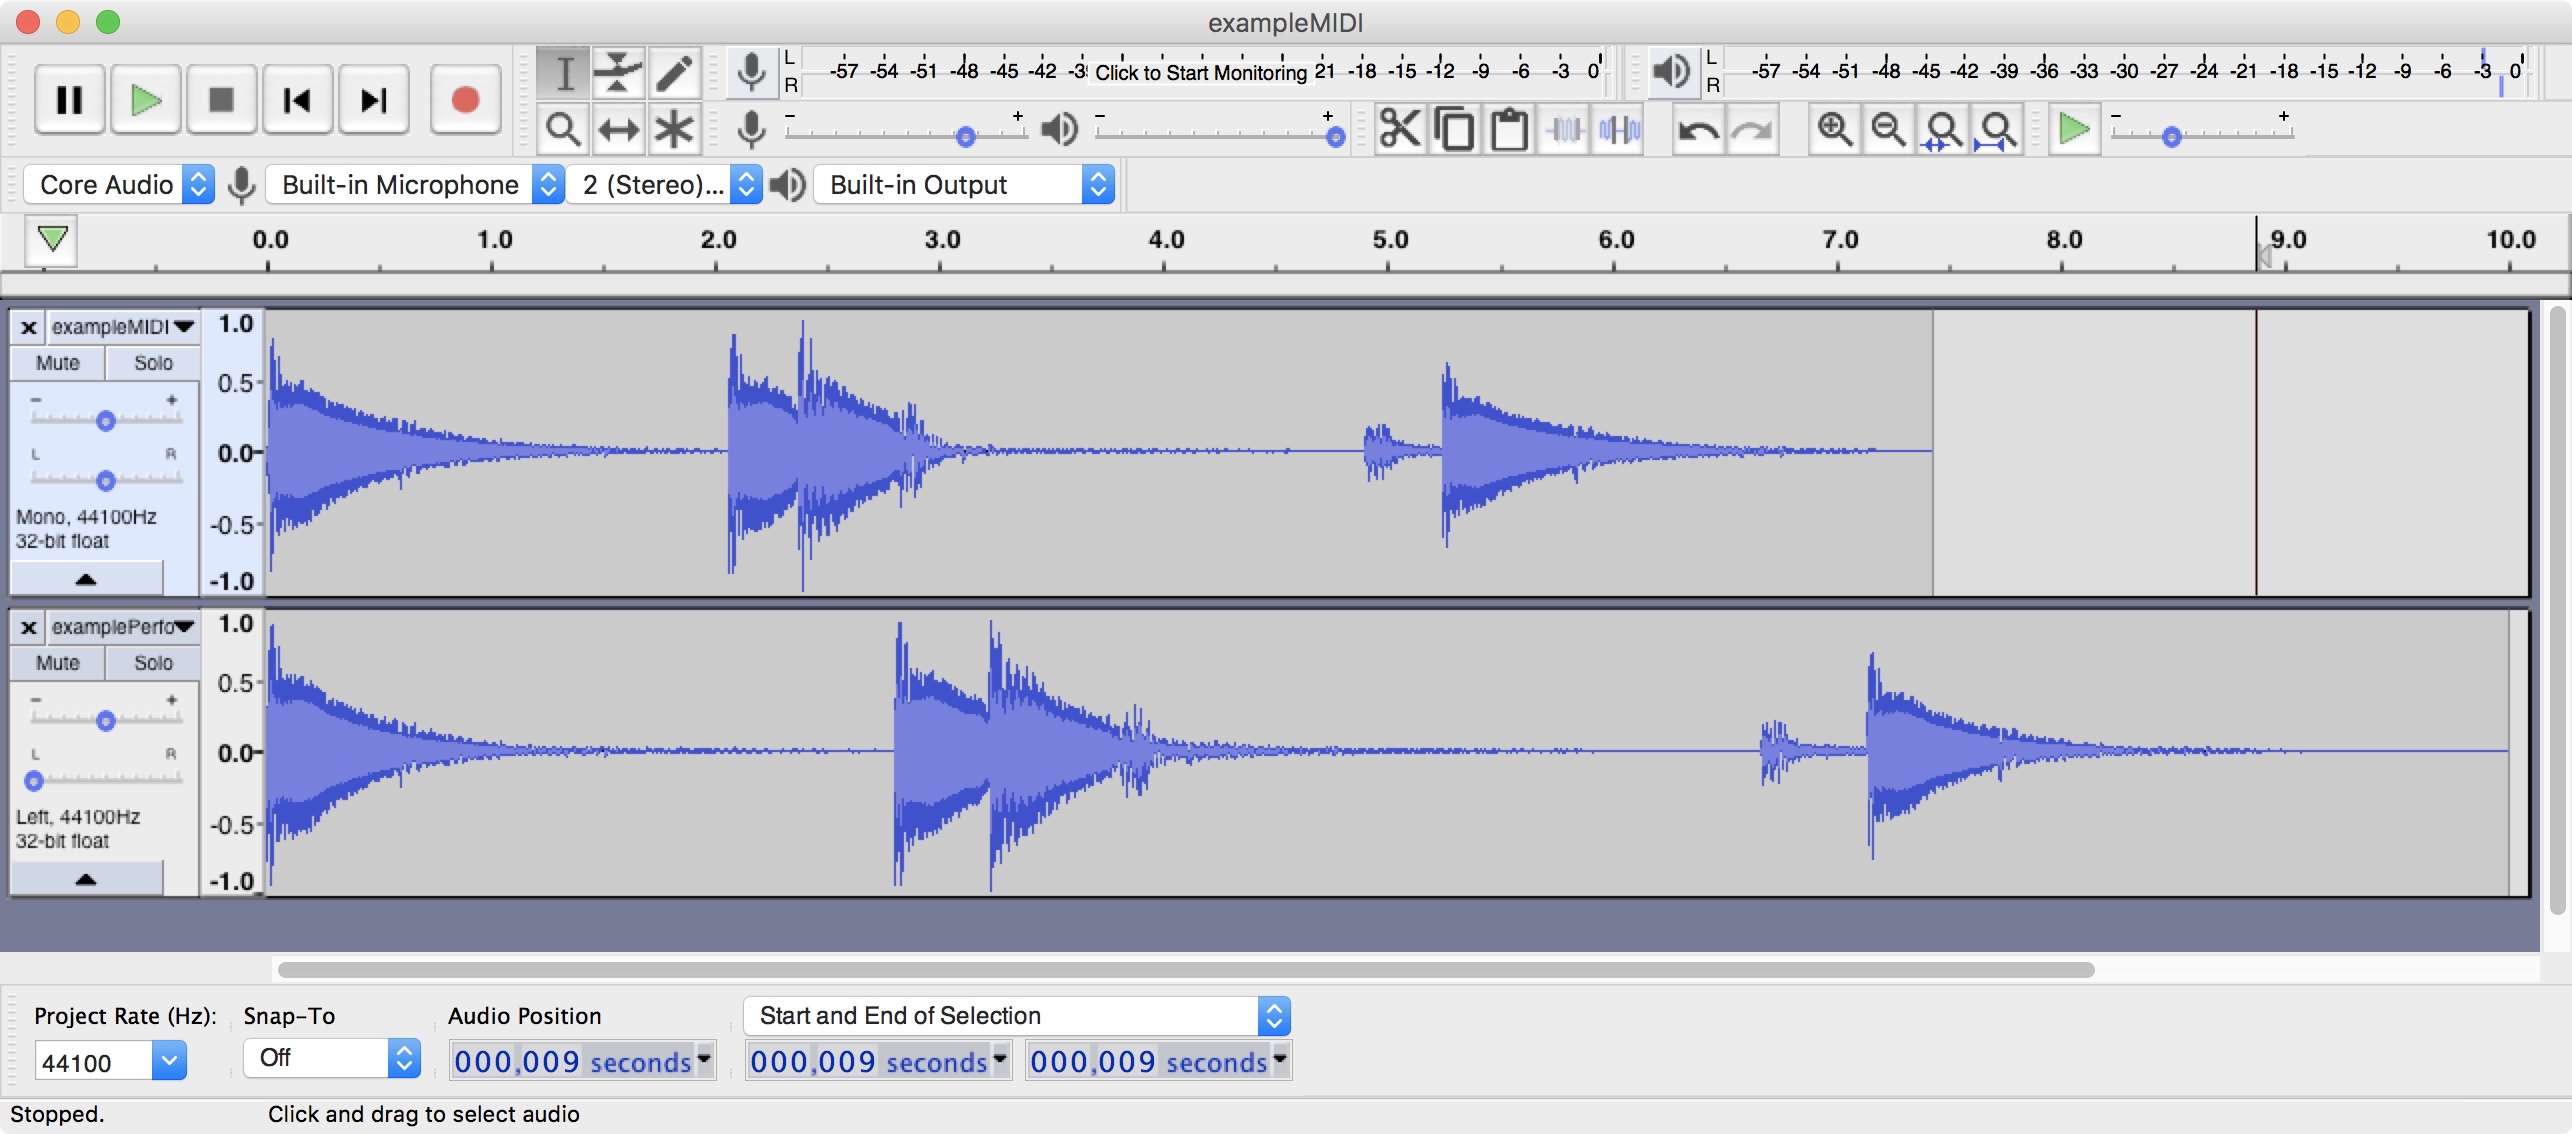 exampleMIDI
L
R
-57 -54 -51 -48 -45 -42 -3 Click to Start Monitoring 21 -18 -15 -12 -9 -6 -3 0
L
R
-57 -54 -51 -48 -45 -42 -39 -36 -33 -30 -27 -24 -21 -18 -15 -12 -9 -6 -3 0
- + - + - +
Core Audio Built-in Microphone 2 (Stereo)... Built-in Output
0.0 1.0 2.0 3.0 4.0 5.0 6.0 7.0 8.0 9.0 10.0
x exampleMIDI 1.0
Mute Solo
0.5
- +
L R
0.0
Mono, 44100Hz
-0.5
32-bit float
-1.0
x examplePerfo 1.0
Mute Solo
0.5
- +
L R
0.0
Left, 44100Hz
-0.5
32-bit float
-1.0
Project Rate (Hz): Snap-To Audio Position Start and End of Selection
44100 Off 000,009 seconds 000,009 seconds 000,009 seconds
Stopped. Click and drag to select audio